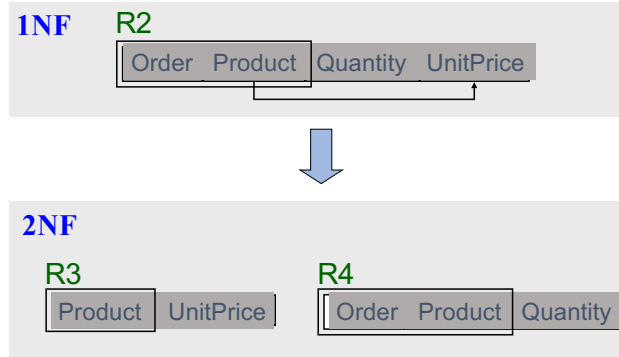 1NF R2
Order Product Quantity UnitPrice
2NF
R3 R4
Product UnitPrice Order Product Quantity